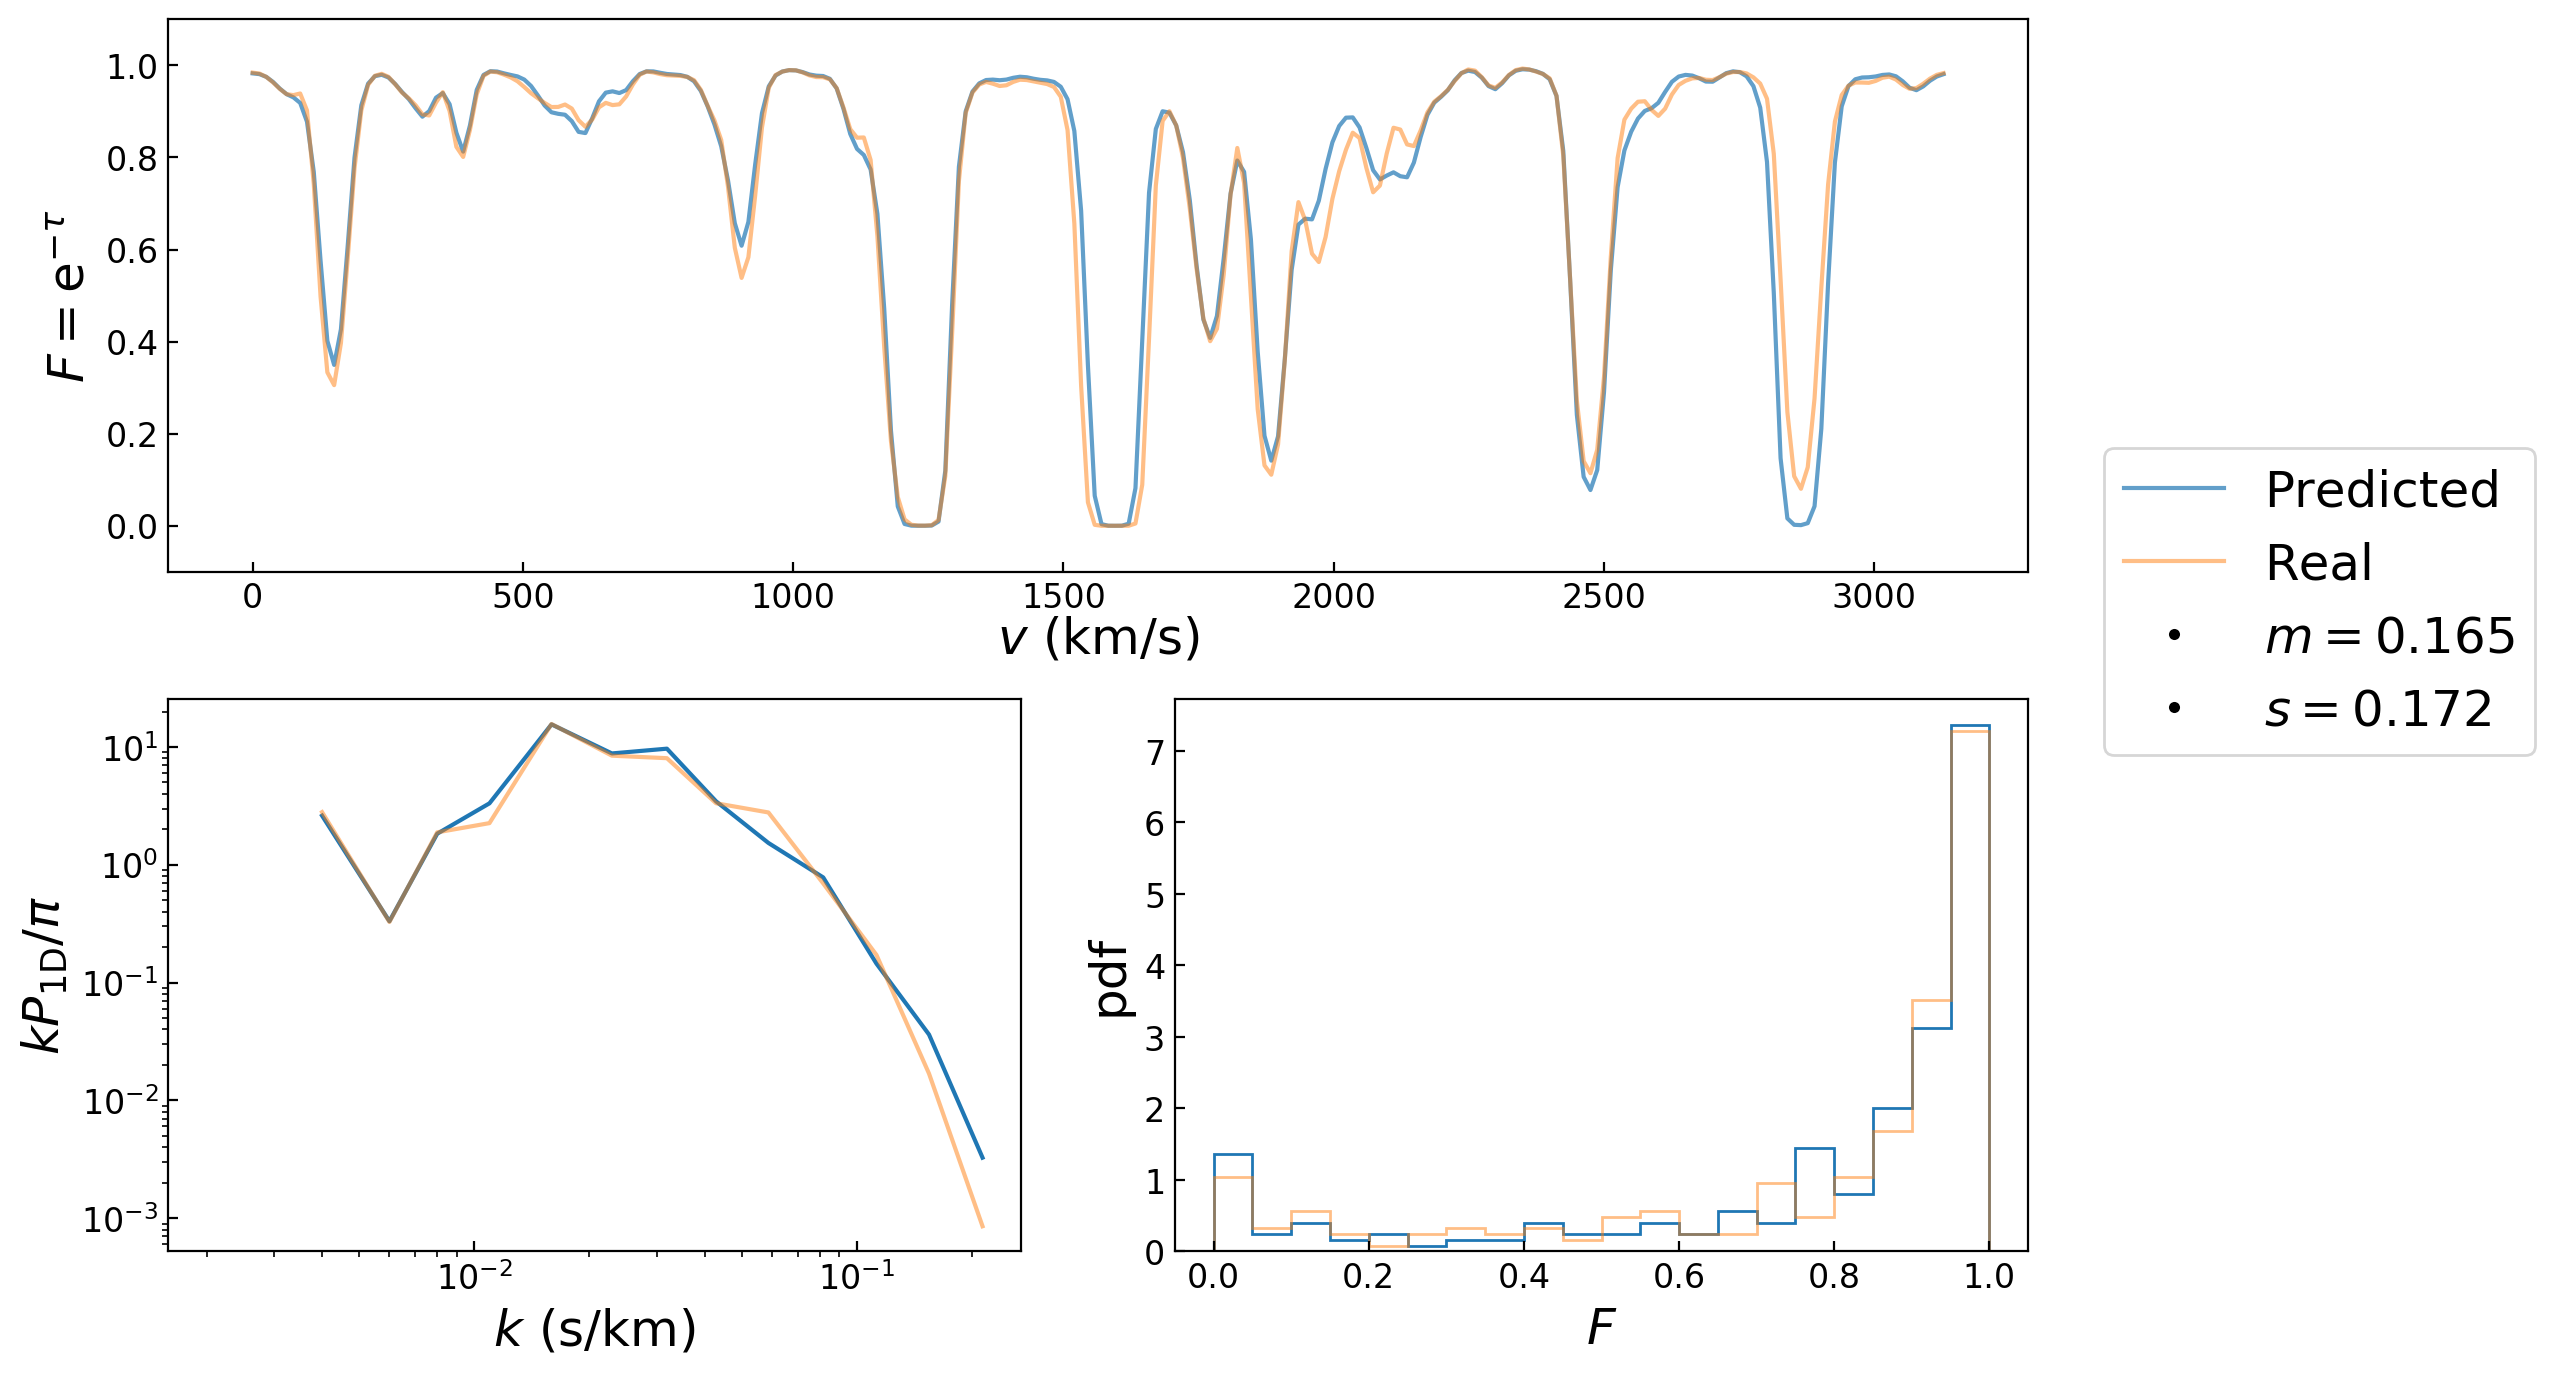 1.0
0.8
0.6
0.4
0.2
0.0
F = e^{−τ}
0 500 1000 1500 2000 2500 3000
v (km/s)
Predicted
Real
m = 0.165
s = 0.172
10^1
10^0
10^{−1}
10^{−2}
10^{−3}
kP_{1D}/π
10^{−2} 10^{−1}
k (s/km)
7
6
5
4
3
2
1
0
pdf
0.0 0.2 0.4 0.6 0.8 1.0
F